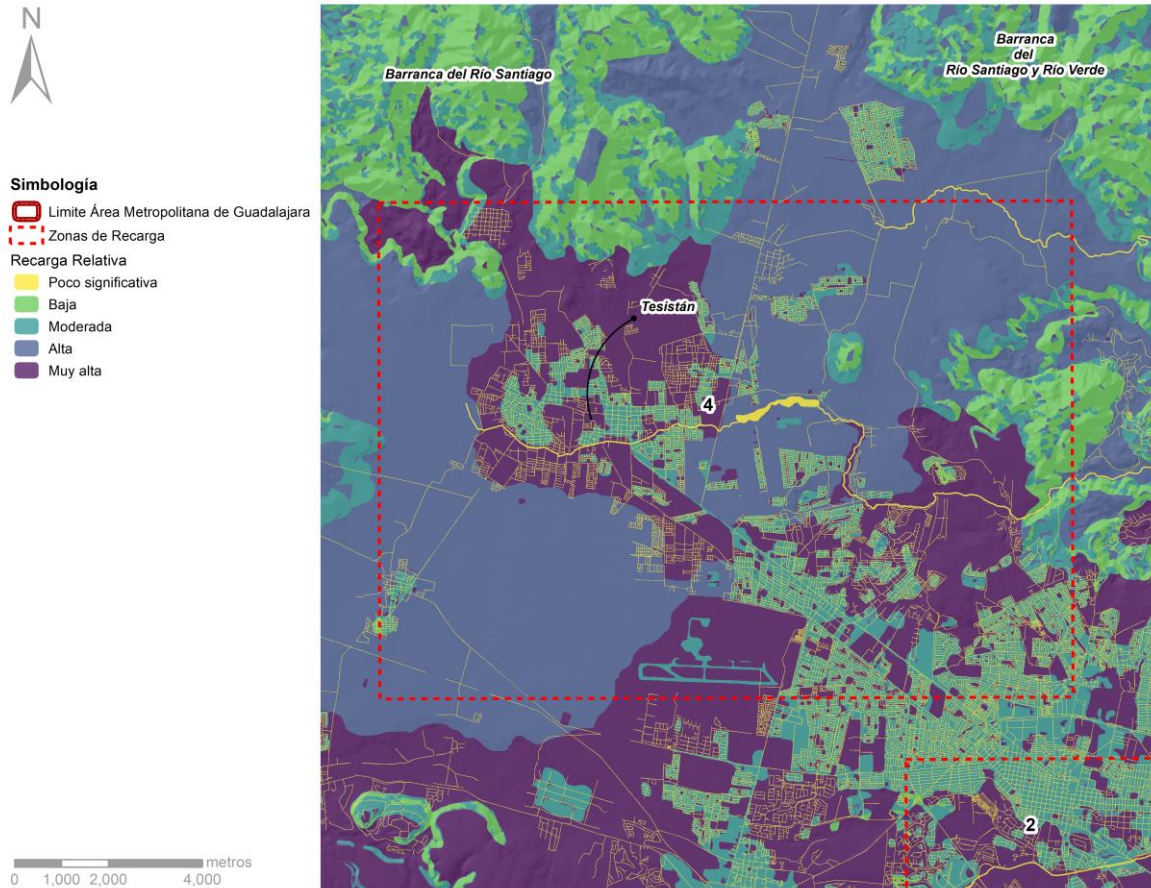 N
Simbología
Limite Área Metropolitana de Guadalajara
Zonas de Recarga
Recarga Relativa
Poco significativa
Baja
Moderada
Alta
Muy alta
Barranca del Río Santiago
Barranca
del
Río Santiago y Río Verde
Tesistán
4
2
metros
0 1,000 2,000 4,000